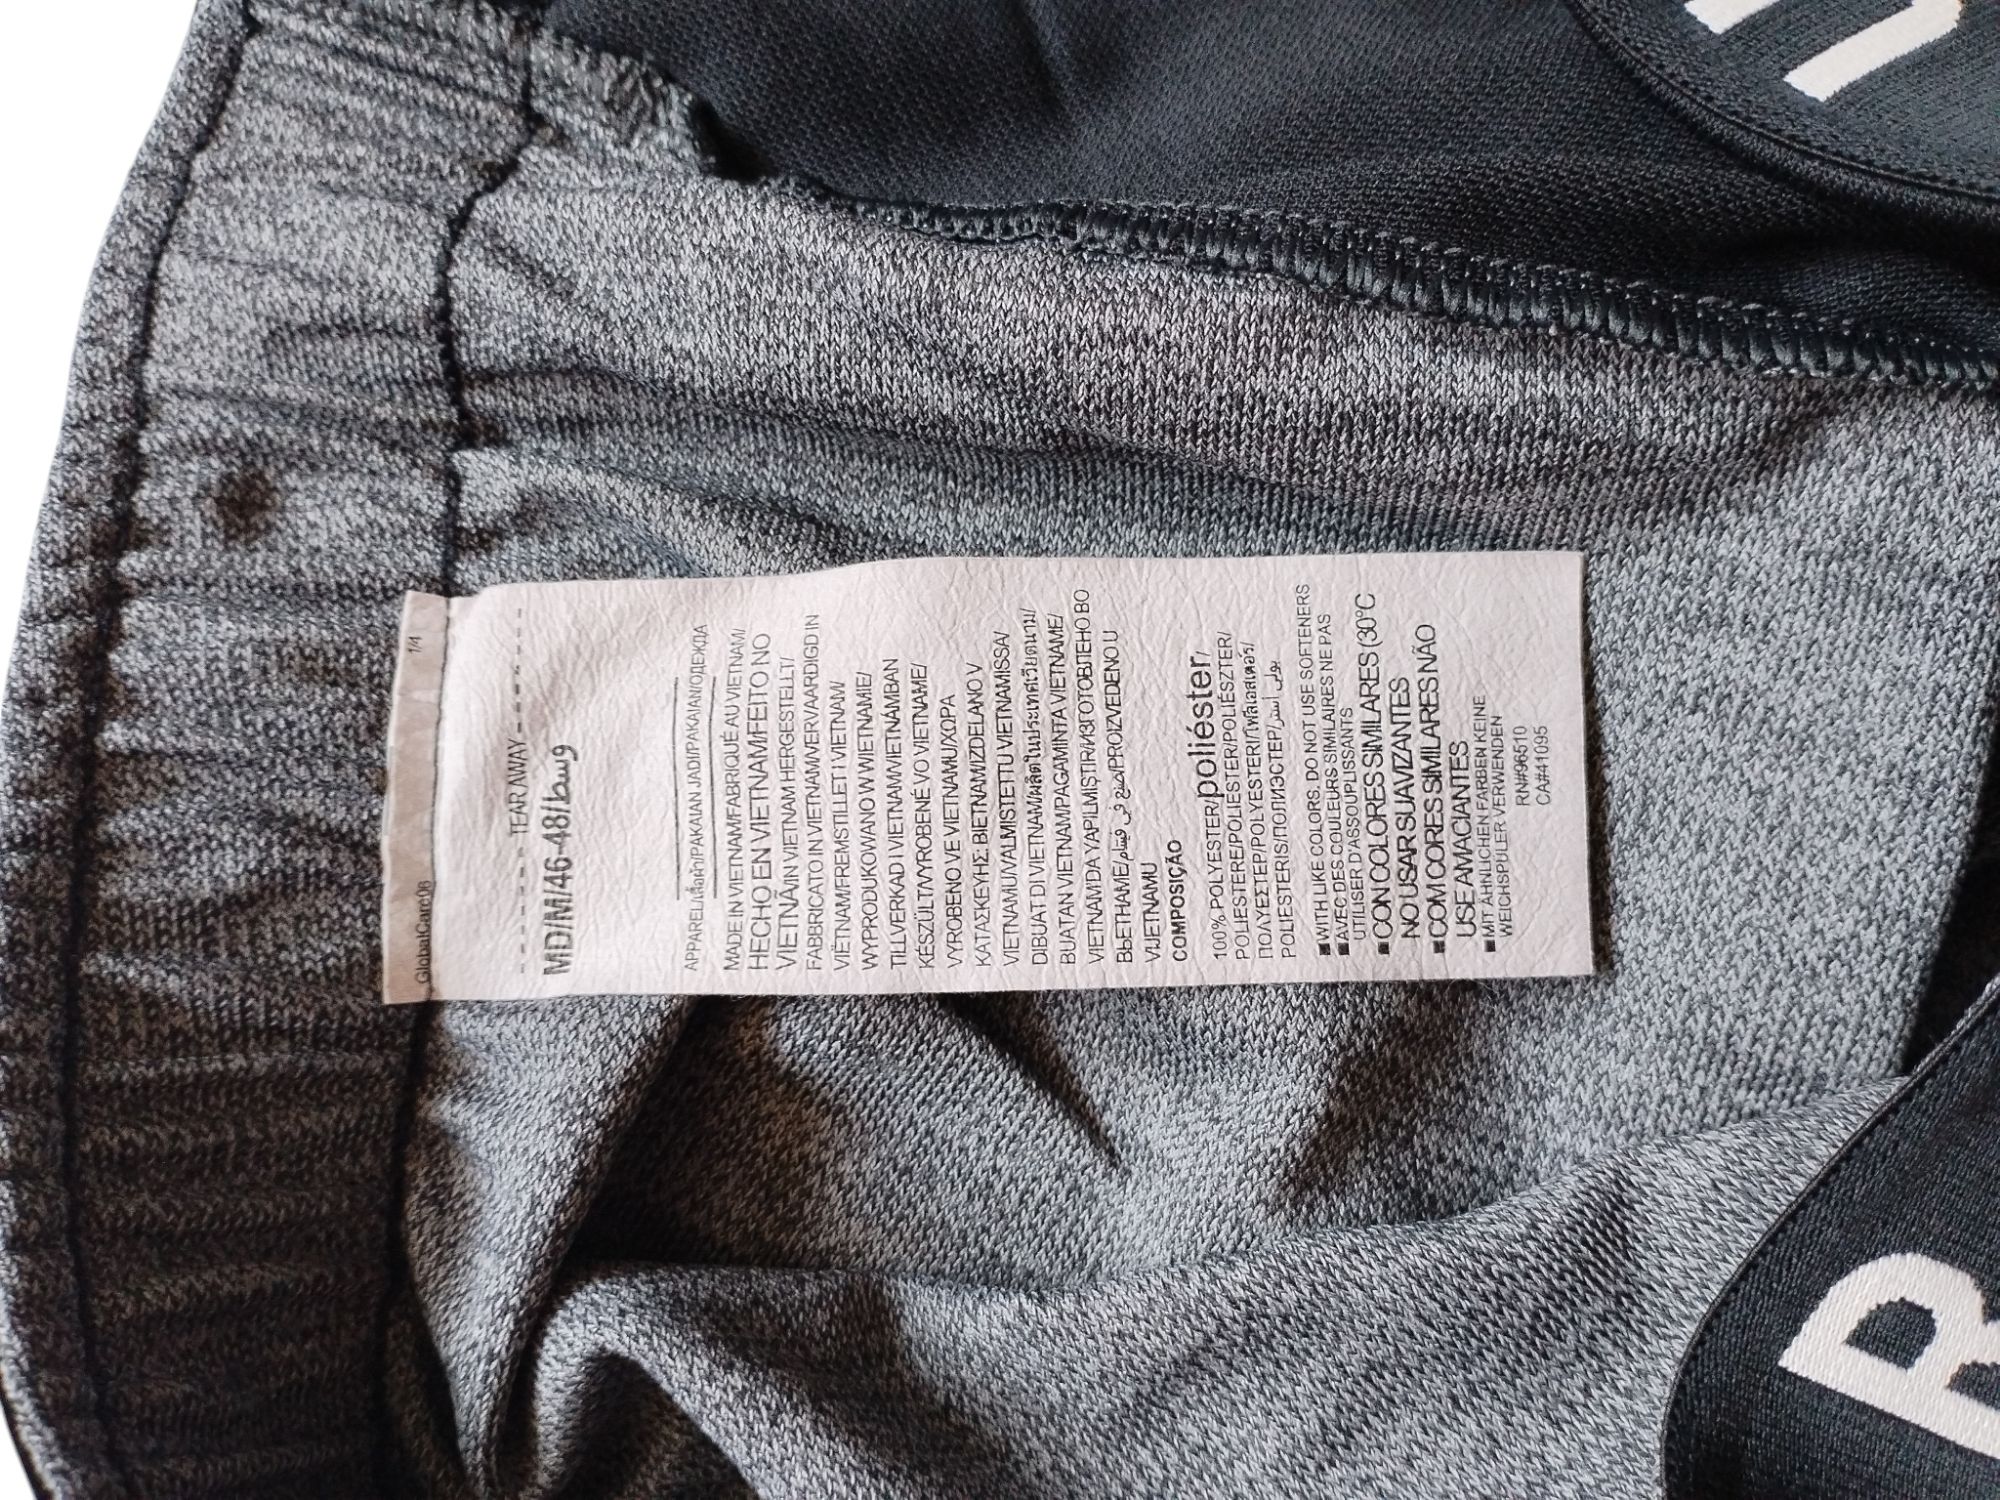 GlobalCare06 1/4
TEAR AWAY
MD/M/46-48/وسط
APPAREL/เสื้อผ้า/PAKAIAN JADI/PAKAIAN/ОДЕЖДА
MADE IN VIETNAM/FABRIQUÉ AU VIETNAM/
HECHO EN VIETNAM/FEITO NO
VIETNÃ/IN VIETNAM HERGESTELLT/
FABBRICATO IN VIETNAM/VERVAARDIGD IN
VIETNAM/FREMSTILLET I VIETNAM/
WYPRODUKOWANO W WIETNAMIE/
TILLVERKAD I VIETNAM/VIETNÁMBAN
KÉSZÜLT/VYROBENÉ VO VIETNAME/
VYROBENO VE VIETNAMU/ΧΩΡΑ
ΚΑΤΑΣΚΕΥΗΣ: ΒΙΕΤΝΑΜ/IZDELANO V
VIETNAMU/VALMISTETTU VIETNAMISSA/
DIBUAT DI VIETNAM/ผลิตในประเทศเวียดนาม/
BUATAN VIETNAM/PAGAMINTA VIETNAME/
VIETNAM'DA YAPILMIŞTIR/ИЗГОТОВЛЕНО ВО
ВЬЕТНАМЕ/صنع في فيتنام/PROIZVEDENO U
VIJETNAMU
COMPOSIÇÃO
100% POLYESTER/poliéster/
POLIESTERE/POLIESTER/POLIÉSZTER/
ΠΟΛΥΕΣΤΕΡ/POLYESTERI/โพลีเอสเตอร์/
POLIESTERIS/ПОЛИЭСТЕР/بولي استر
■WITH LIKE COLORS. DO NOT USE SOFTENERS
■AVEC DES COULEURS SIMILAIRES NE PAS
UTILISER D'ASSOUPLISSANTS
■CON COLORES SIMILARES (30°C
NO USAR SUAVIZANTES
■COM CORES SIMILARES NÃO
USE AMACIANTES
■MIT ÄHNLICHEN FARBEN KEINE
WEICHSPÜLER VERWENDEN
RN#96510
CA#41095
R